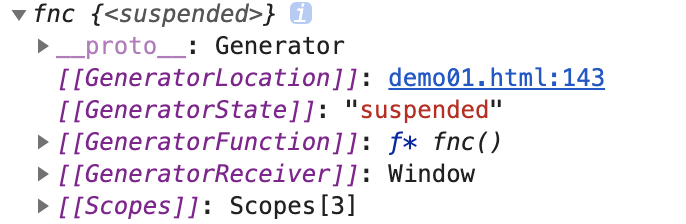 ▼ fnc {<suspended>} i
▶ __proto__: Generator
[[GeneratorLocation]]: demo01.html:143
[[GeneratorState]]: "suspended"
▶ [[GeneratorFunction]]: ƒ* fnc()
▶ [[GeneratorReceiver]]: Window
▶ [[Scopes]]: Scopes[3]